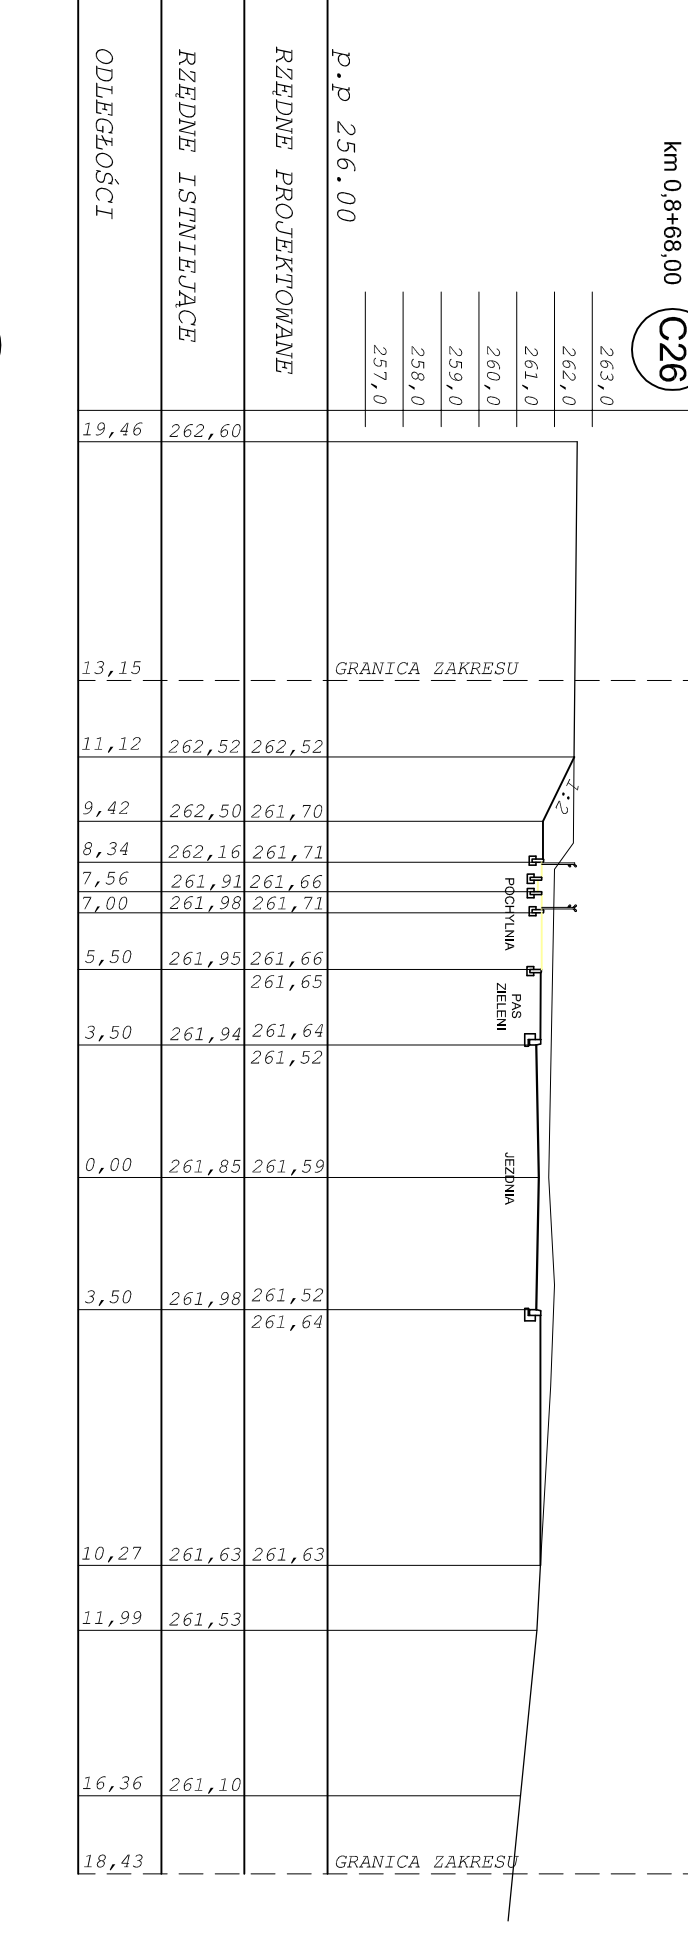 km 0,8+68,00
C26
263,0
262,0
261,0
260,0
259,0
258,0
257,0
p.p 256.00
RZĘDNE PROJEKTOWANE
RZĘDNE ISTNIEJĄCE
ODLEGŁOŚCI
19,46 262,60
13,15 GRANICA ZAKRESU
11,12 262,52 262,52
1:2
9,42 262,50 261,70
8,34 262,16 261,71
7,56 261,91 261,66
7,00 261,98 261,71
POCHYLNIA
5,50 261,95 261,66
261,65
PAS
ZIELENI
3,50 261,94 261,64
261,52
0,00 261,85 261,59
JEZDNIA
3,50 261,98 261,52
261,64
10,27 261,63 261,63
11,99 261,53
16,36 261,10
18,43 GRANICA ZAKRESU